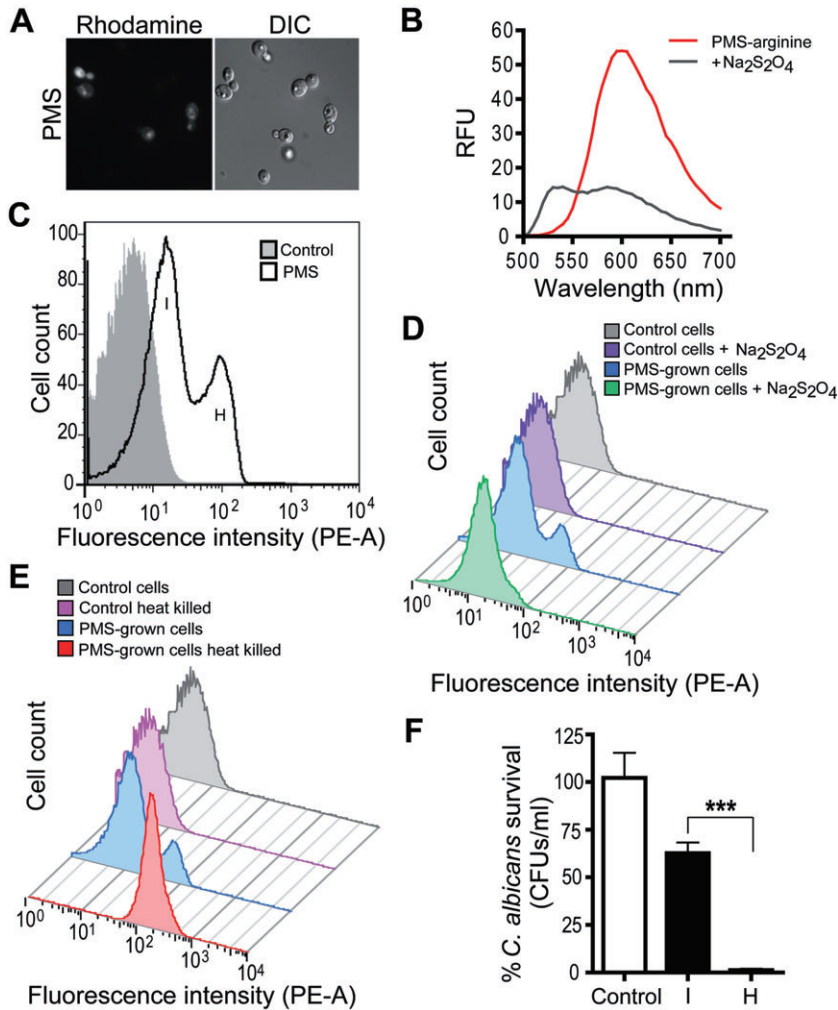 A
Rhodamine
DIC
PMS
B
PMS-arginine
+Na2S2O4
RFU
60
50
40
30
20
10
0
500
550
600
650
700
Wavelength (nm)
C
Control
PMS
I
H
Cell count
100
80
60
40
20
0
10^0
10^1
10^2
10^3
10^4
Fluorescence intensity (PE-A)
D
Control cells
Control cells + Na2S2O4
PMS-grown cells
PMS-grown cells + Na2S2O4
Cell count
10^0
10^1
10^2
10^3
10^4
Fluorescence intensity (PE-A)
E
Control cells
Control heat killed
PMS-grown cells
PMS-grown cells heat killed
Cell count
10^0
10^1
10^2
10^3
10^4
Fluorescence intensity (PE-A)
F
% C. albicans survival
(CFUs/ml)
125
100
75
50
25
0
***
Control
I
H